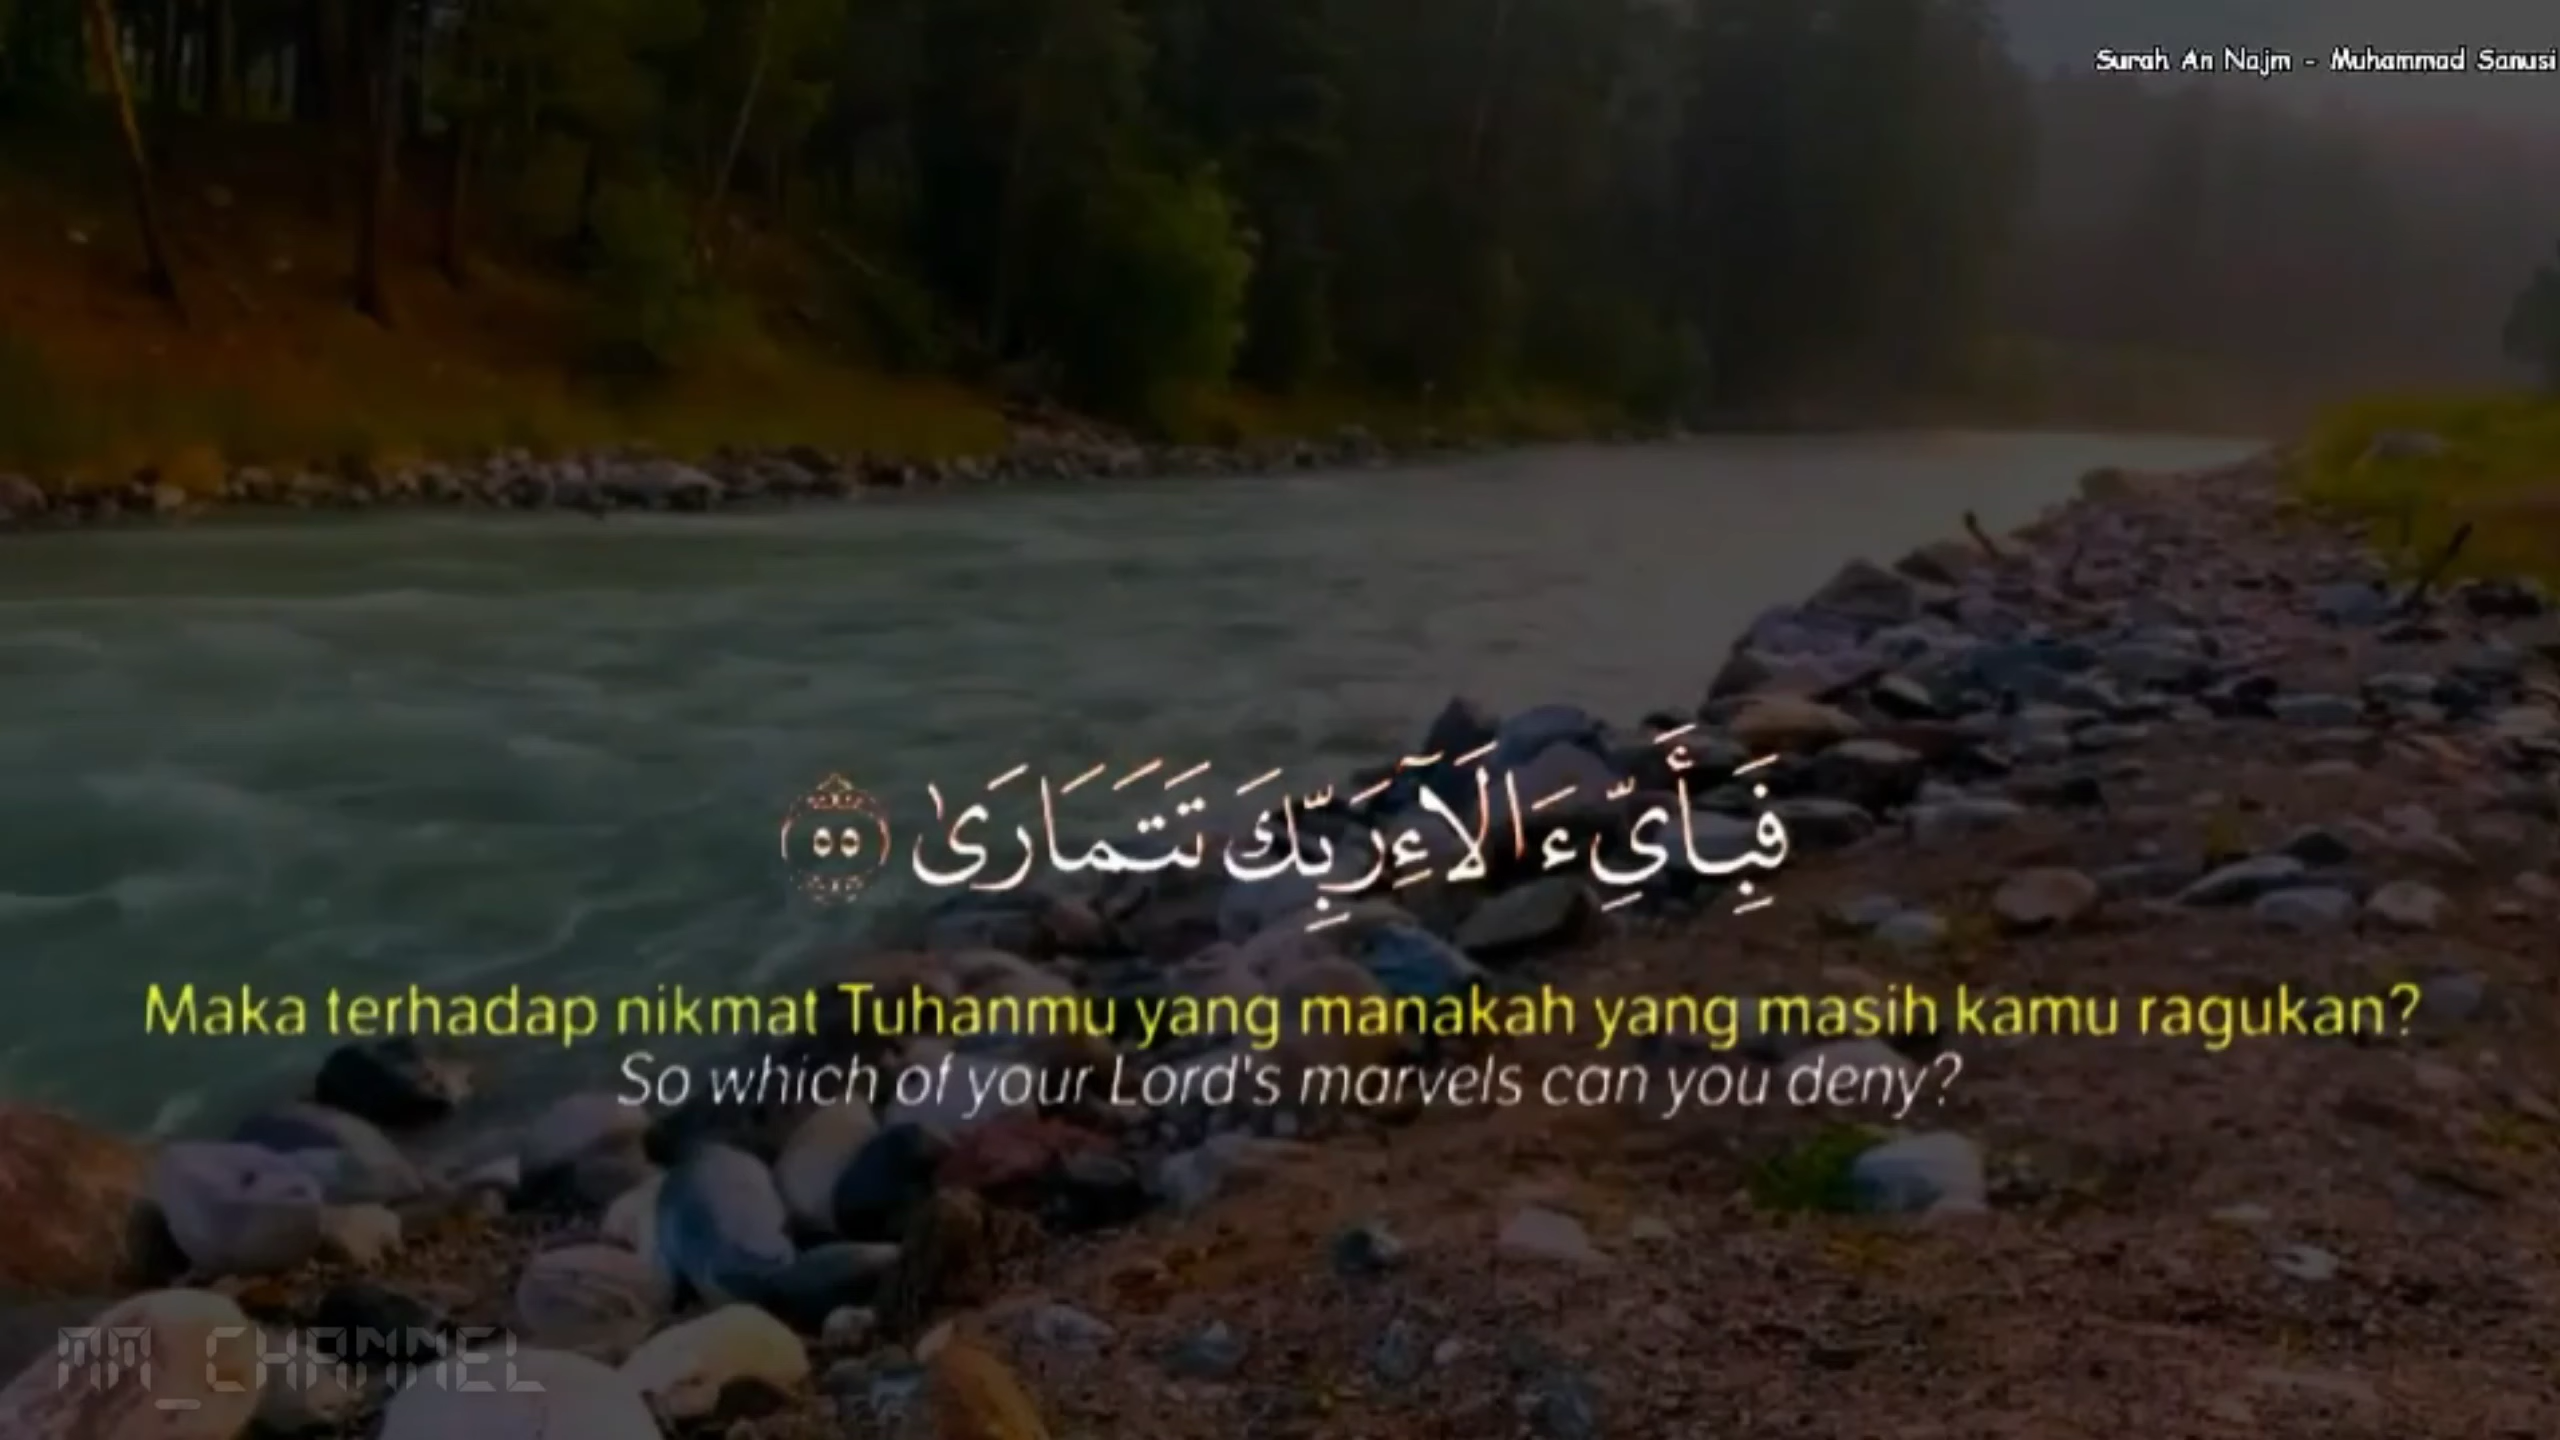 Surah An Najm - Muhammad Sanusi
فَبِأَىِّ ءَالَآءِ رَبِّكَ تَتَمَارَىٰ ٥٥
Maka terhadap nikmat Tuhanmu yang manakah yang masih kamu ragukan?
So which of your Lord's marvels can you deny?
MM_CHANNEL